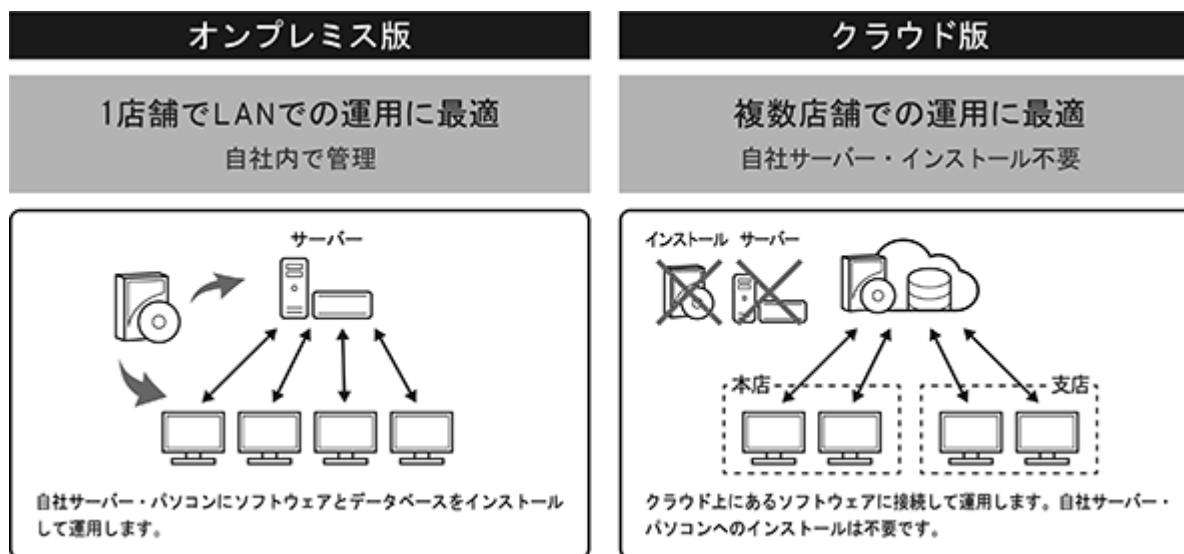 オンプレミス版
1店舗でLANでの運用に最適
自社内で管理
サーバー
自社サーバー・パソコンにソフトウェアとデータベースをインストール
して運用します。
クラウド版
複数店舗での運用に最適
自社サーバー・インストール不要
インストール サーバー
本店
支店
クラウド上にあるソフトウェアに接続して運用します。自社サーバー・
パソコンへのインストールは不要です。